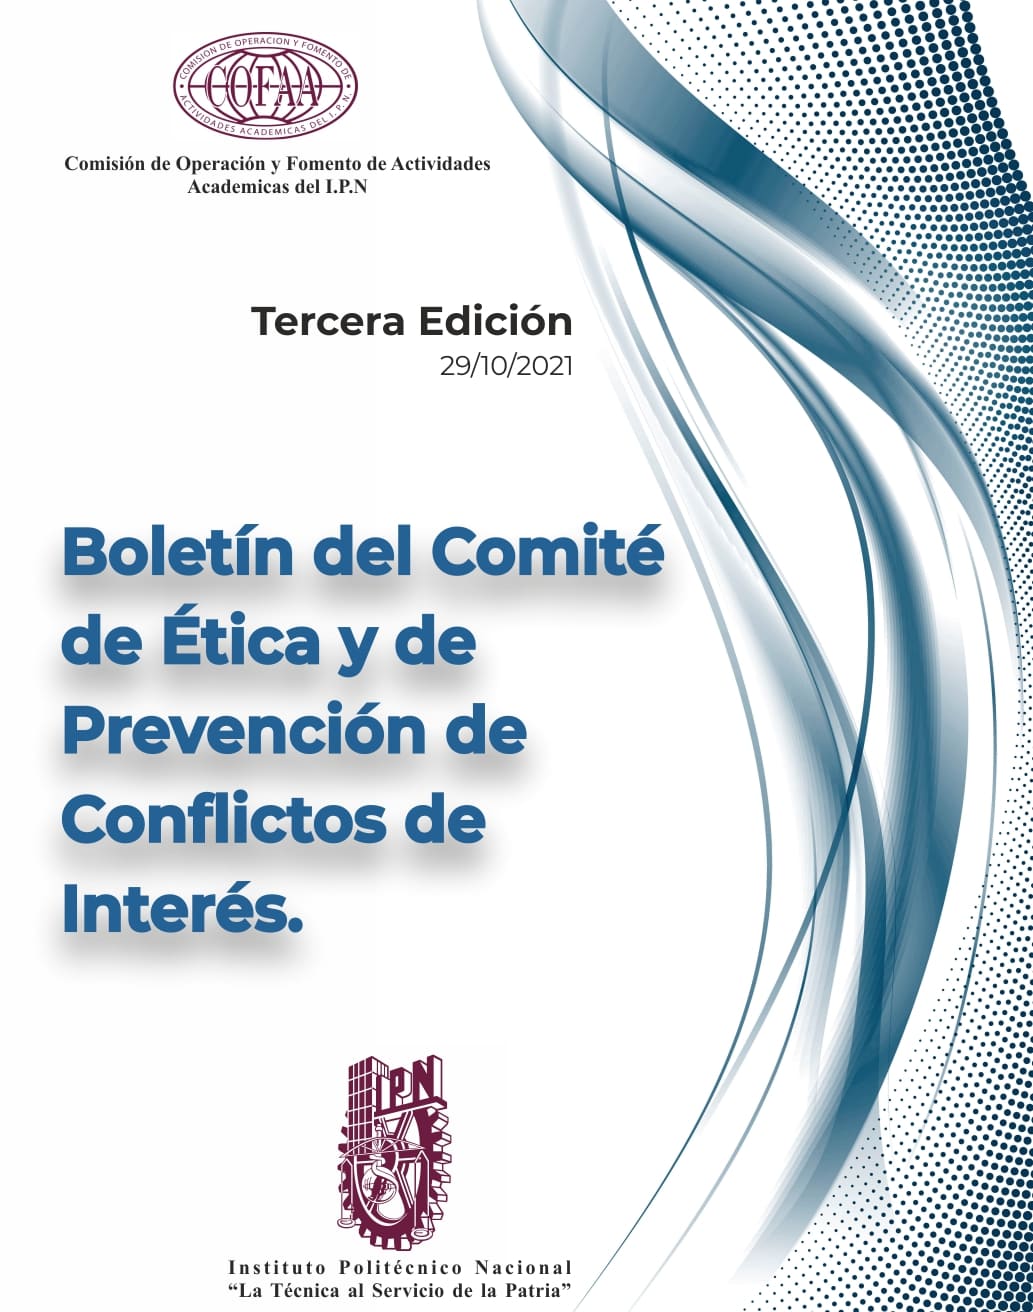 COMISIÓN DE OPERACION Y FOMENTO DE
COFAA
ACTIVIDADES ACADEMICAS DEL I. P. N.
Comisión de Operación y Fomento de Actividades
Academicas del I.P.N
Tercera Edición
29/10/2021
Boletín del Comité
de Ética y de
Prevención de
Conflictos de
Interés.
IPN
Instituto Politécnico Nacional
“La Técnica al Servicio de la Patria”